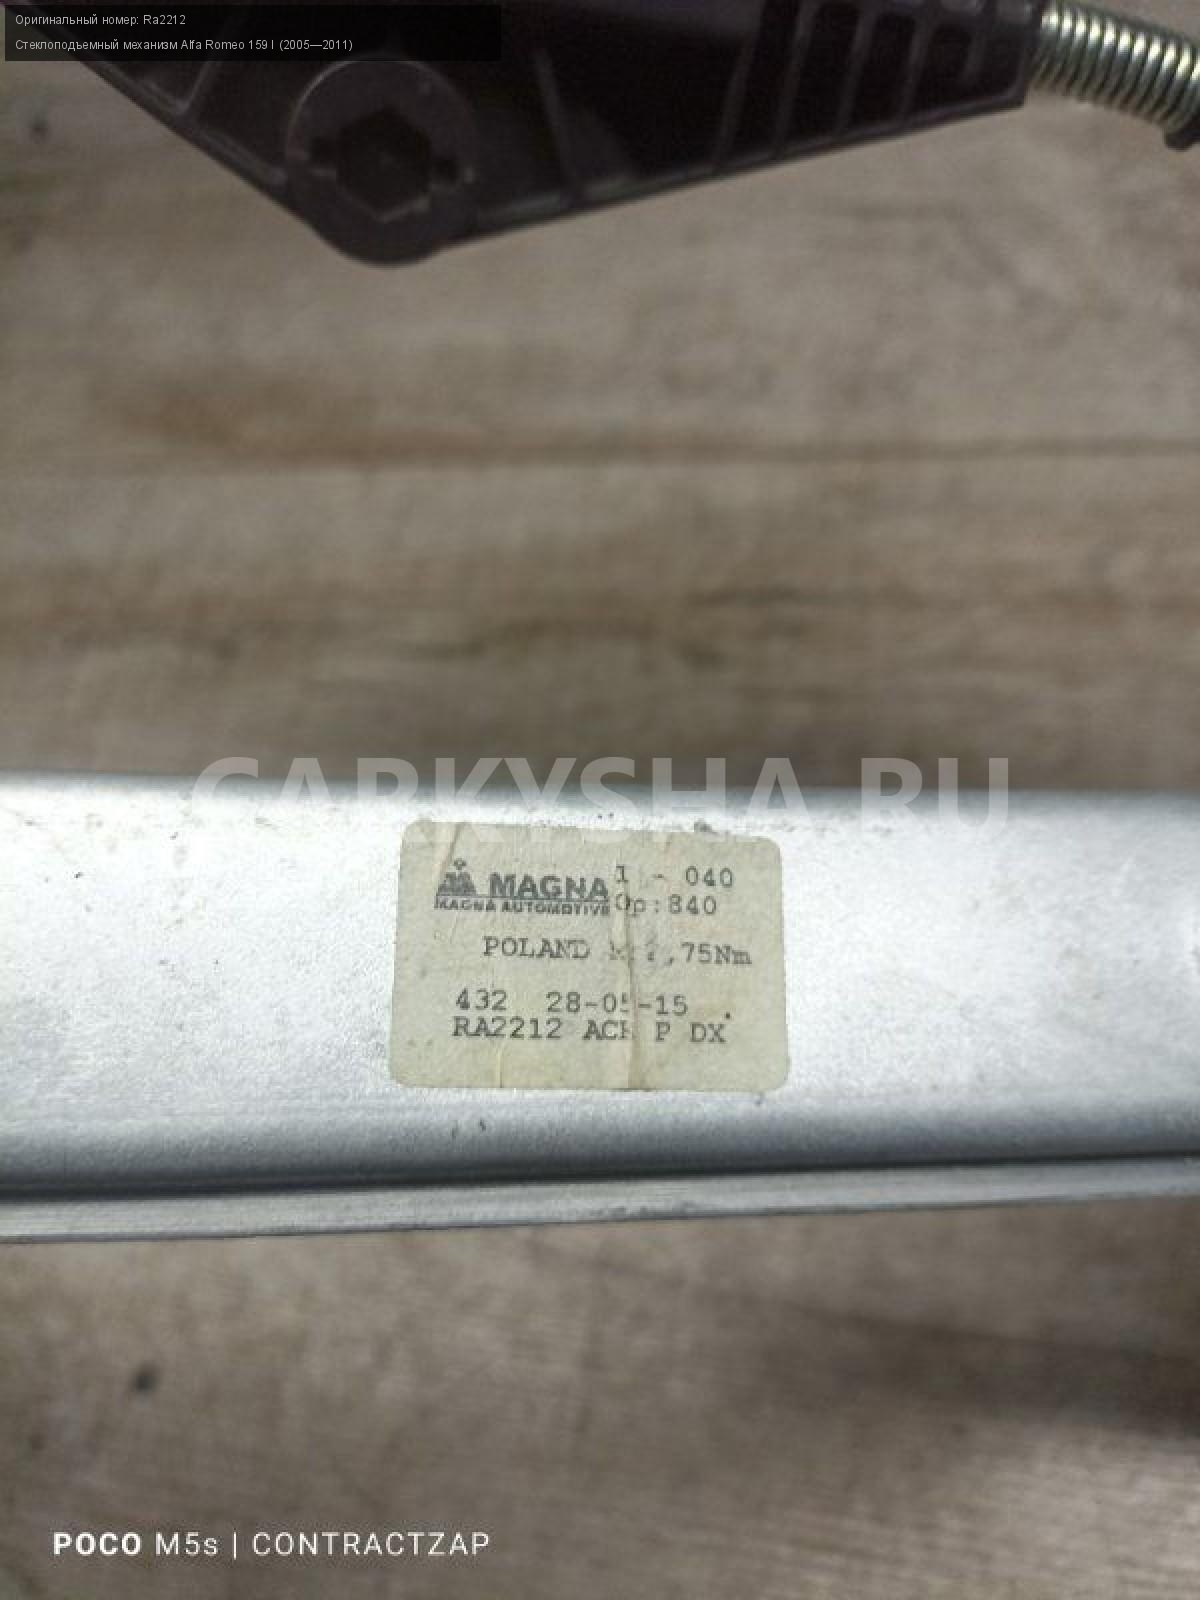 Оригинальный номер: Ra2212
Стеклоподъемный механизм Alfa Romeo 159 I (2005—2011)
CARKYSHA.RU
MAGNA
MAGNA AUTOMOTIVE
- 040
Op:840
POLAND
,75Nm
432 28-05-15
RA2212 P DX
POCO M5s | CONTRACTZAP